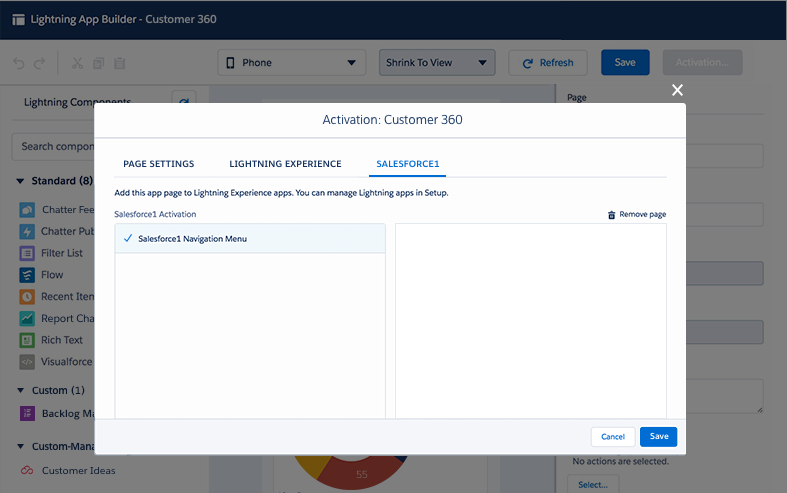 Lightning App Builder - Customer 360
Phone
Shrink To View
Refresh
Save
Activation...
Lightning Components
Page
Activation: Customer 360
Search compon
PAGE SETTINGS LIGHTNING EXPERIENCE SALESFORCE1
Standard (8)
Add this app page to Lightning Experience apps. You can manage Lightning apps in Setup.
Chatter Fee
Salesforce1 Activation
Remove page
Chatter Pub
Salesforce1 Navigation Menu
Filter List
Flow
Recent Item
Report Cha
Rich Text
Visualforce
Custom (1)
Backlog Ma
Custom-Mana
Cancel
Save
Customer Ideas
55
No actions are selected.
Select...